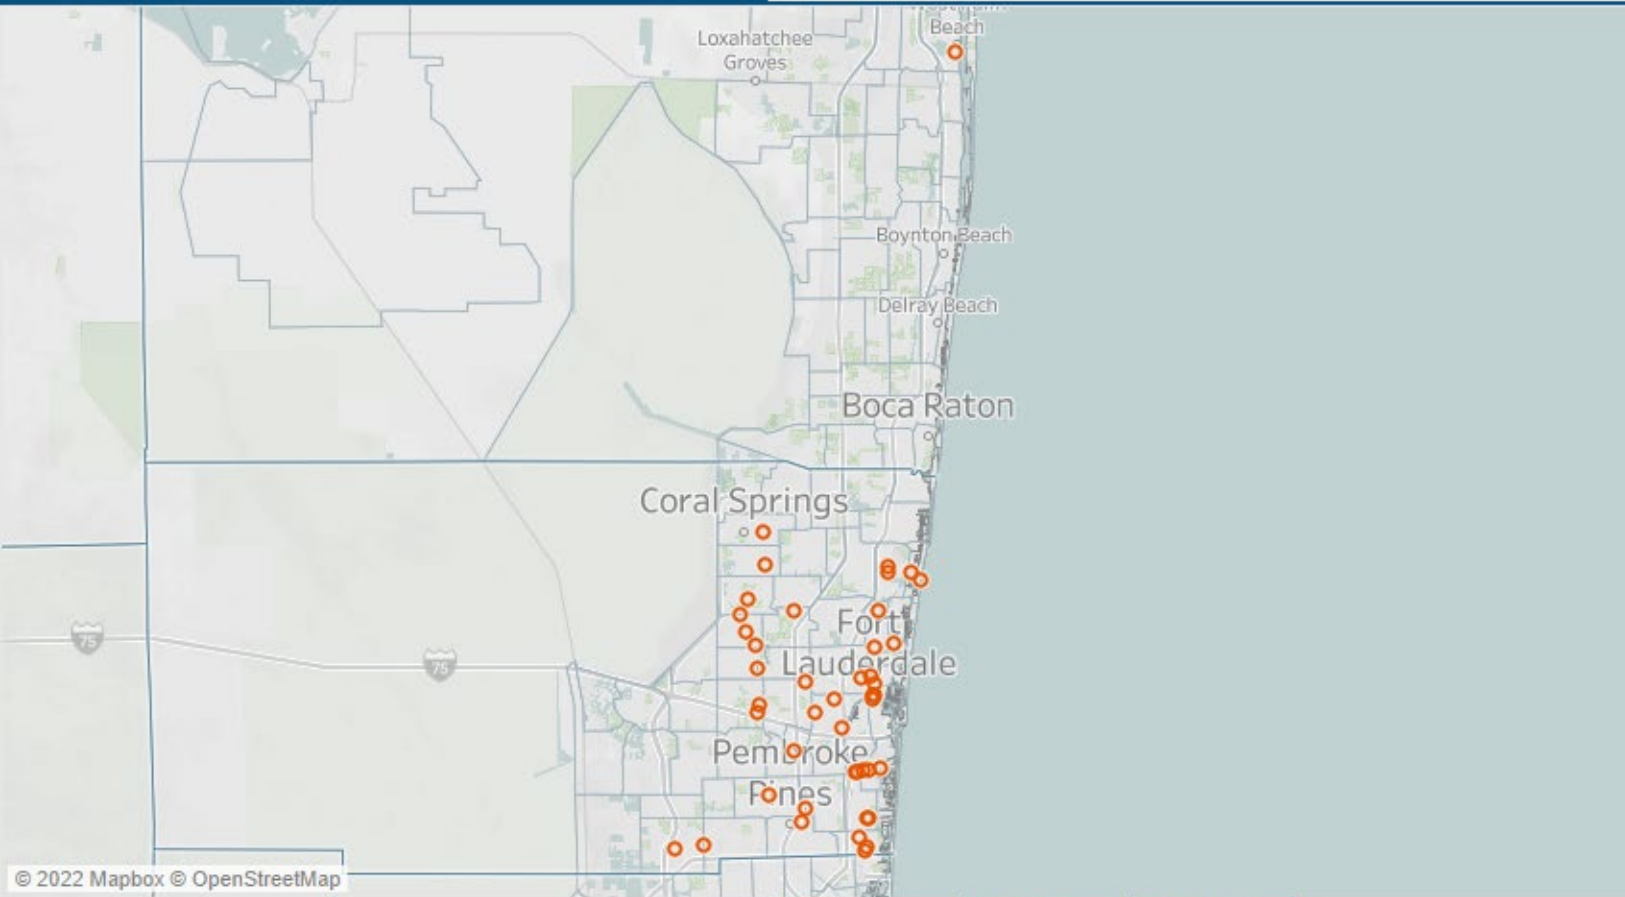 Beach
Loxahatchee
Groves
Boynton Beach
Delray Beach
Boca Raton
Coral Springs
Fort
Lauderdale
75
75
Pembroke
Pines
© 2022 Mapbox © OpenStreetMap